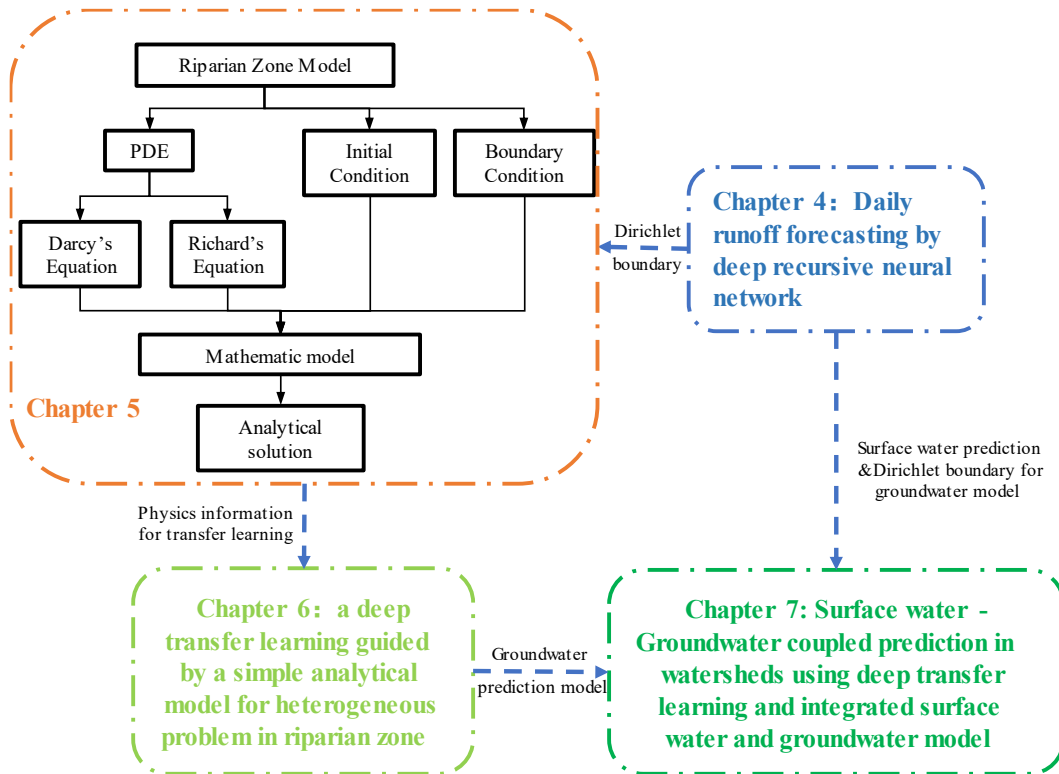 Riparian Zone Model
PDE
Initial
Condition
Boundary
Condition
Darcy’s
Equation
Richard’s
Equation
Mathematic model
Analytical
solution
Chapter 5
Dirichlet
boundary
Chapter 4：Daily
runoff forecasting by
deep recursive neural
network
Physics information
for transfer learning
Surface water prediction
&Dirichlet boundary for
groundwater model
Chapter 6：a deep
transfer learning guided
by a simple analytical
model for heterogeneous
problem in riparian zone
Groundwater
prediction model
Chapter 7: Surface water -
Groundwater coupled prediction in
watersheds using deep transfer
learning and integrated surface
water and groundwater model